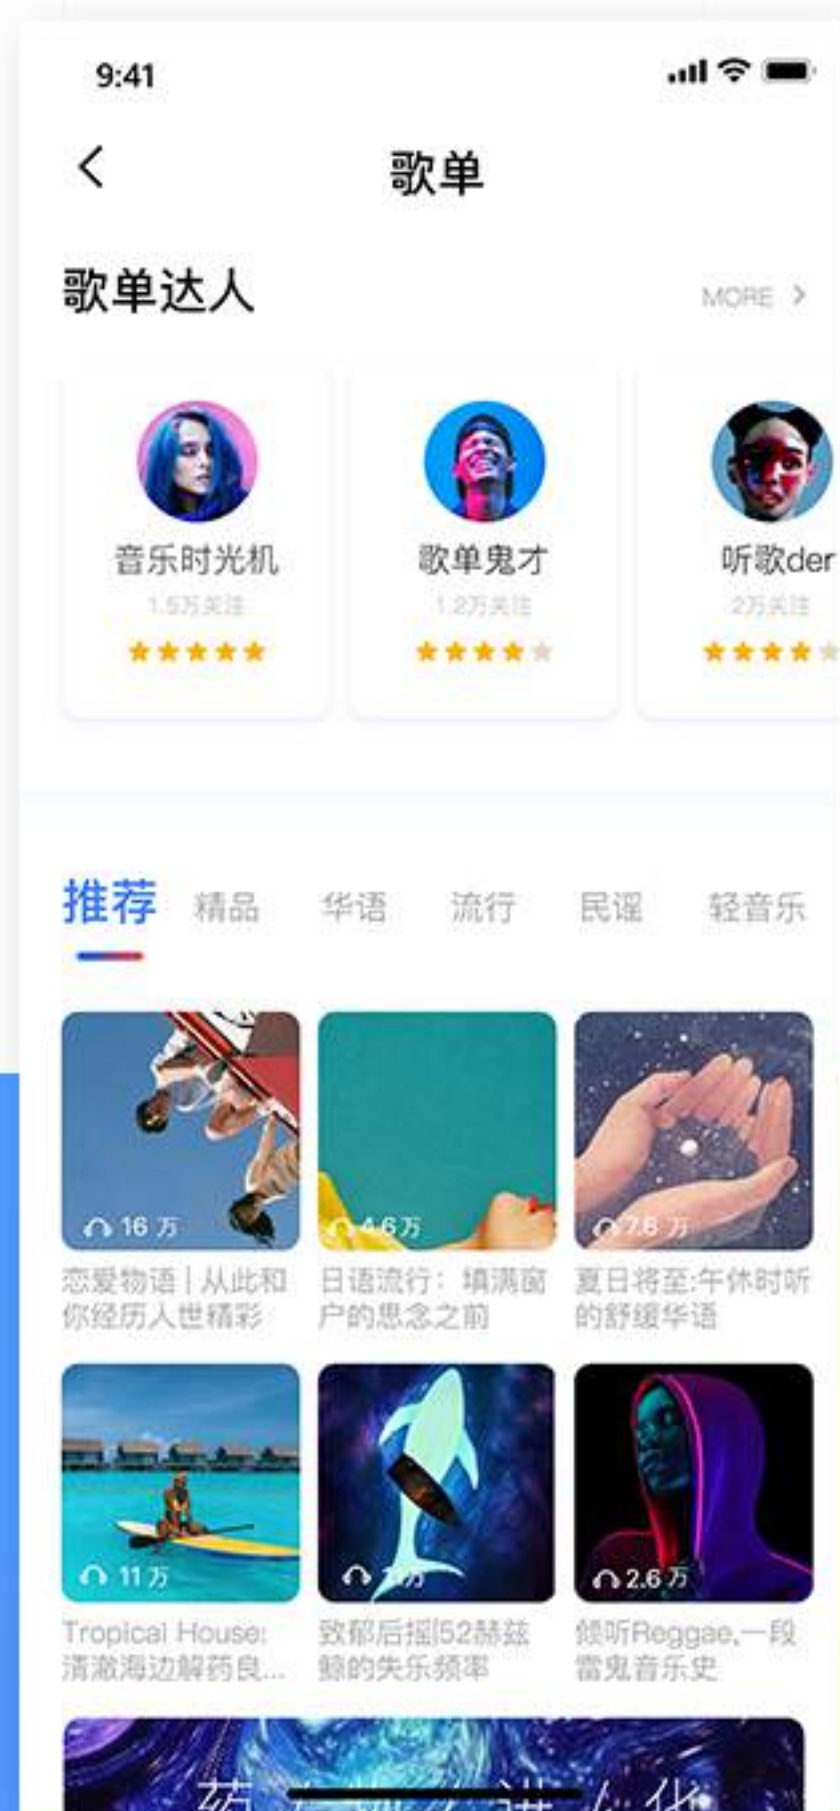 9:41
歌单
歌单达人
MORE
音乐时光机
歌单鬼才
听歌der
1.5万关注
1.2万关注
2万关注
推荐 精品 华语 流行 民谣 轻音乐
16 万
4.6万
7.6 万
恋爱物语 | 从此和
你经历人世精彩
日语流行：填满窗
户的思念之前
夏日将至:午休时听
的舒缓华语
11 万
万
2.6 万
Tropical House:
清澈海边解药良...
致郁后摇|52赫兹
鲸的失乐频率
倾听Reggae,一段
雷鬼音乐史
药 / 物 / 进 / 化